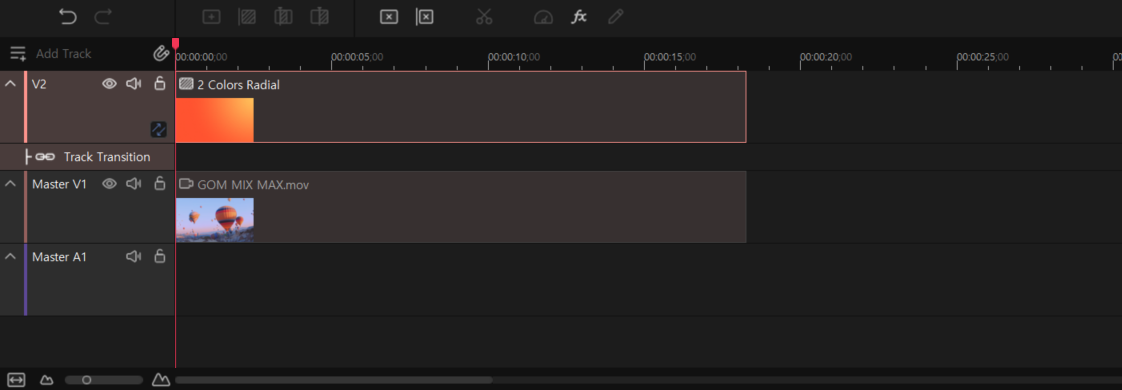 fx
Add Track
00:00:00;00 00:00:05;00 00:00:10;00 00:00:15;00 00:00:20;00 00:00:25;00 00
V2
2 Colors Radial
Track Transition
Master V1
GOM MIX MAX.mov
Master A1